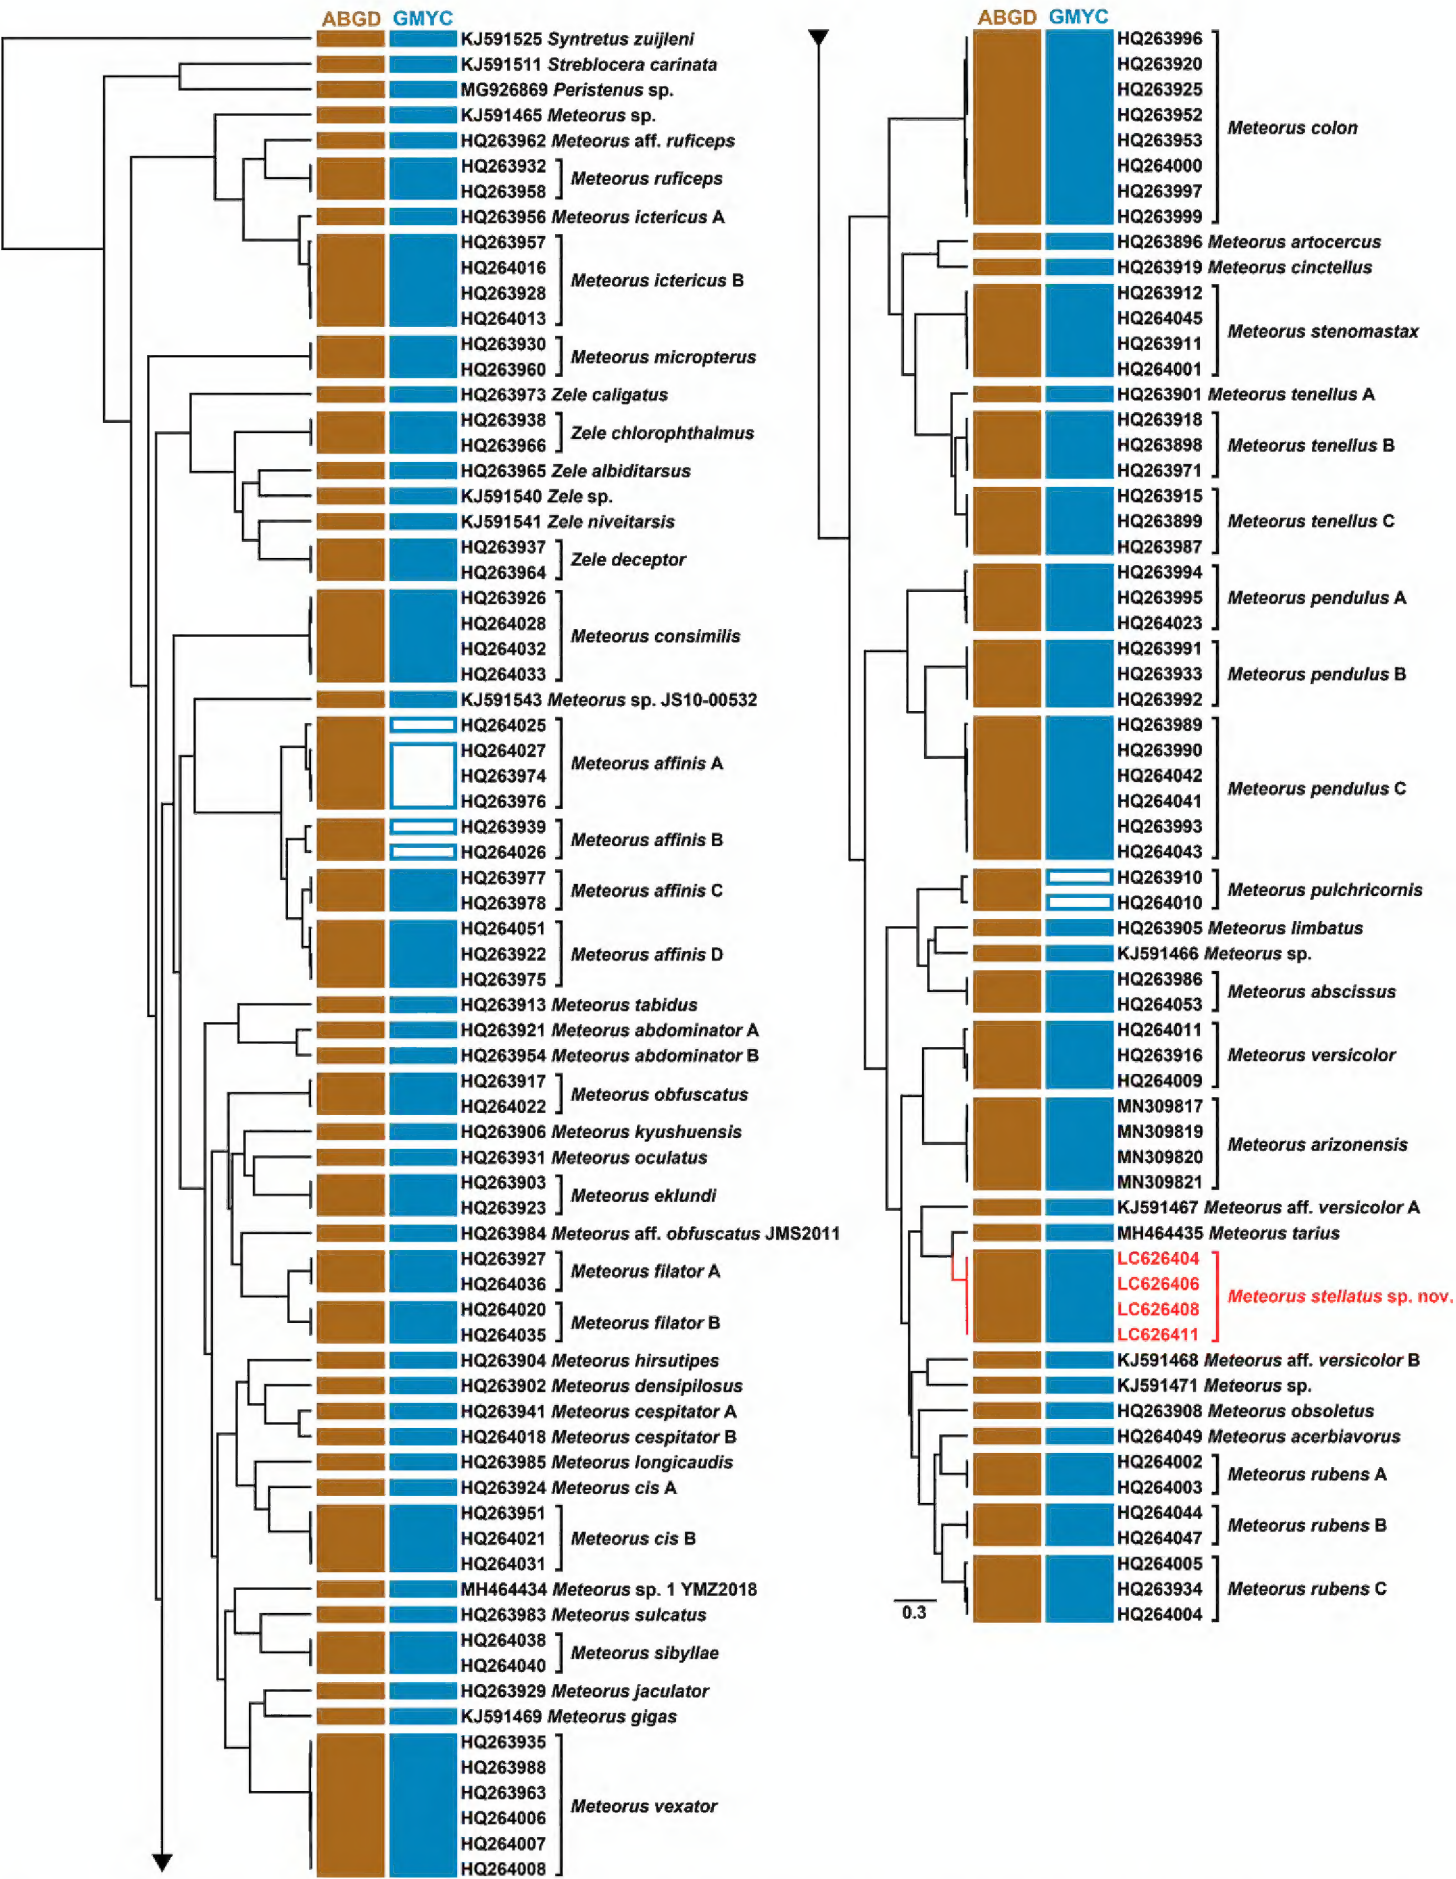 ABGD GMYC
KJ591525 Syntretus zuijleni
KJ591511 Streblocera carinata
MG926869 Peristenus sp.
KJ591465 Meteorus sp.
HQ263962 Meteorus aff. ruficeps
HQ263932
HQ263958
Meteorus ruficeps
HQ263956 Meteorus ictericus A
HQ263957
HQ264016
HQ263928
HQ264013
Meteorus ictericus B
HQ263930
HQ263960
Meteorus micropterus
HQ263973 Zele caligatus
HQ263938
HQ263966
Zele chlorophthalmus
HQ263965 Zele albiditarsus
KJ591540 Zele sp.
KJ591541 Zele niveitarsis
HQ263937
HQ263964
Zele deceptor
HQ263926
HQ264028
HQ264032
HQ264033
Meteorus consimilis
KJ591543 Meteorus sp. JS10-00532
HQ264025
HQ264027
HQ263974
HQ263976
Meteorus affinis A
HQ263939
HQ264026
Meteorus affinis B
HQ263977
HQ263978
Meteorus affinis C
HQ264051
HQ263922
HQ263975
Meteorus affinis D
HQ263913 Meteorus tabidus
HQ263921 Meteorus abdominator A
HQ263954 Meteorus abdominator B
HQ263917
HQ264022
Meteorus obfuscatus
HQ263906 Meteorus kyushuensis
HQ263931 Meteorus oculatus
HQ263903
HQ263923
Meteorus eklundi
HQ263984 Meteorus aff. obfuscatus JMS2011
HQ263927
HQ264036
Meteorus filator A
HQ264020
HQ264035
Meteorus filator B
HQ263904 Meteorus hirsutipes
HQ263902 Meteorus densipilosus
HQ263941 Meteorus cespitator A
HQ264018 Meteorus cespitator B
HQ263985 Meteorus longicaudis
HQ263924 Meteorus cis A
HQ263951
HQ264021
HQ264031
Meteorus cis B
MH464434 Meteorus sp. 1 YMZ2018
HQ263983 Meteorus sulcatus
HQ264038
HQ264040
Meteorus sibyllae
HQ263929 Meteorus jaculator
KJ591469 Meteorus gigas
HQ263935
HQ263988
HQ263963
HQ264006
HQ264007
HQ264008
Meteorus vexator
ABGD GMYC
HQ263996
HQ263920
HQ263925
HQ263952
HQ263953
HQ264000
HQ263997
HQ263999
Meteorus colon
HQ263896 Meteorus artocercus
HQ263919 Meteorus cinctellus
HQ263912
HQ264045
HQ263911
HQ264001
Meteorus stenomastax
HQ263901 Meteorus tenellus A
HQ263918
HQ263898
HQ263971
Meteorus tenellus B
HQ263915
HQ263899
HQ263987
Meteorus tenellus C
HQ263994
HQ263995
HQ264023
Meteorus pendulus A
HQ263991
HQ263933
HQ263992
Meteorus pendulus B
HQ263989
HQ263990
HQ264042
HQ264041
HQ263993
HQ264043
Meteorus pendulus C
HQ263910
HQ264010
Meteorus pulchricornis
HQ263905 Meteorus limbatus
KJ591466 Meteorus sp.
HQ263986
HQ264053
Meteorus abscissus
HQ264011
HQ263916
HQ264009
Meteorus versicolor
MN309817
MN309819
MN309820
MN309821
Meteorus arizonensis
KJ591467 Meteorus aff. versicolor A
MH464435 Meteorus tarius
LC626404
LC626406
LC626408
LC626411
Meteorus stellatus sp. nov.
KJ591468 Meteorus aff. versicolor B
KJ591471 Meteorus sp.
HQ263908 Meteorus obsoletus
HQ264049 Meteorus acerbiavorus
HQ264002
HQ264003
Meteorus rubens A
HQ264044
HQ264047
Meteorus rubens B
HQ264005
HQ263934
HQ264004
Meteorus rubens C
0.3